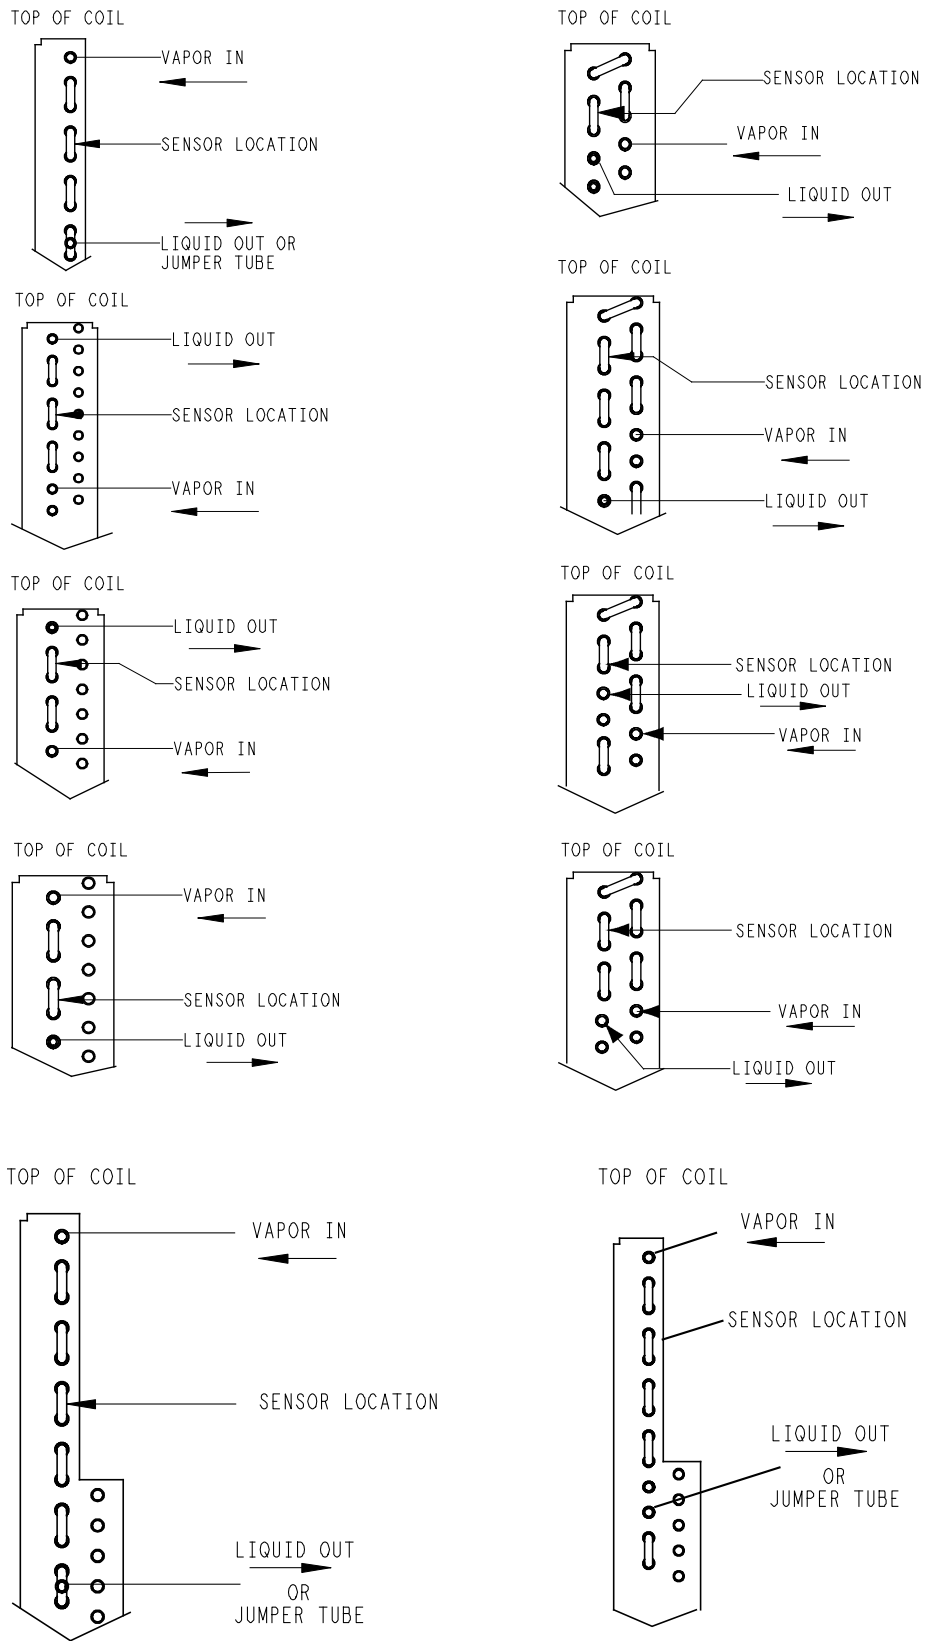 TOP OF COIL
VAPOR IN
SENSOR LOCATION
LIQUID OUT OR
JUMPER TUBE
TOP OF COIL
SENSOR LOCATION
VAPOR IN
LIQUID OUT
TOP OF COIL
LIQUID OUT
SENSOR LOCATION
VAPOR IN
TOP OF COIL
SENSOR LOCATION
VAPOR IN
LIQUID OUT
TOP OF COIL
LIQUID OUT
SENSOR LOCATION
VAPOR IN
TOP OF COIL
SENSOR LOCATION
LIQUID OUT
VAPOR IN
TOP OF COIL
VAPOR IN
SENSOR LOCATION
LIQUID OUT
TOP OF COIL
SENSOR LOCATION
VAPOR IN
LIQUID OUT
TOP OF COIL
VAPOR IN
SENSOR LOCATION
LIQUID OUT
OR
JUMPER TUBE
TOP OF COIL
VAPOR IN
SENSOR LOCATION
LIQUID OUT
OR
JUMPER TUBE